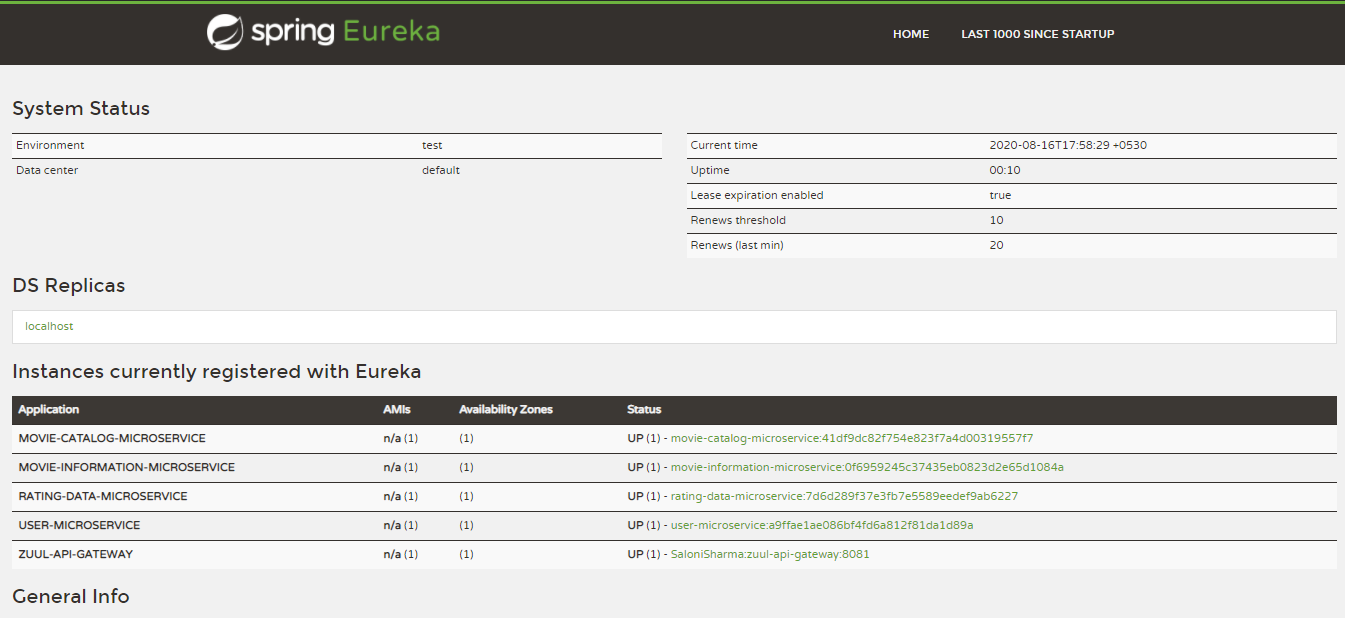 spring Eureka
HOME LAST 1000 SINCE STARTUP
System Status
Environment test
Data center default
Current time 2020-08-16T17:58:29 +0530
Uptime 00:10
Lease expiration enabled true
Renews threshold 10
Renews (last min) 20
DS Replicas
localhost
Instances currently registered with Eureka
Application AMIs Availability Zones Status
MOVIE-CATALOG-MICROSERVICE n/a (1) (1) UP (1) - movie-catalog-microservice:41df9dc82f754e823f7a4d00319557f7
MOVIE-INFORMATION-MICROSERVICE n/a (1) (1) UP (1) - movie-information-microservice:0f6959245c37435eb0823d2e65d1084a
RATING-DATA-MICROSERVICE n/a (1) (1) UP (1) - rating-data-microservice:7d6d289f37e3fb7e5589eedef9ab6227
USER-MICROSERVICE n/a (1) (1) UP (1) - user-microservice:a9ffae1ae086bf4fd6a812f81da1d89a
ZUUL-API-GATEWAY n/a (1) (1) UP (1) - SaloniSharma:zuul-api-gateway:8081
General Info